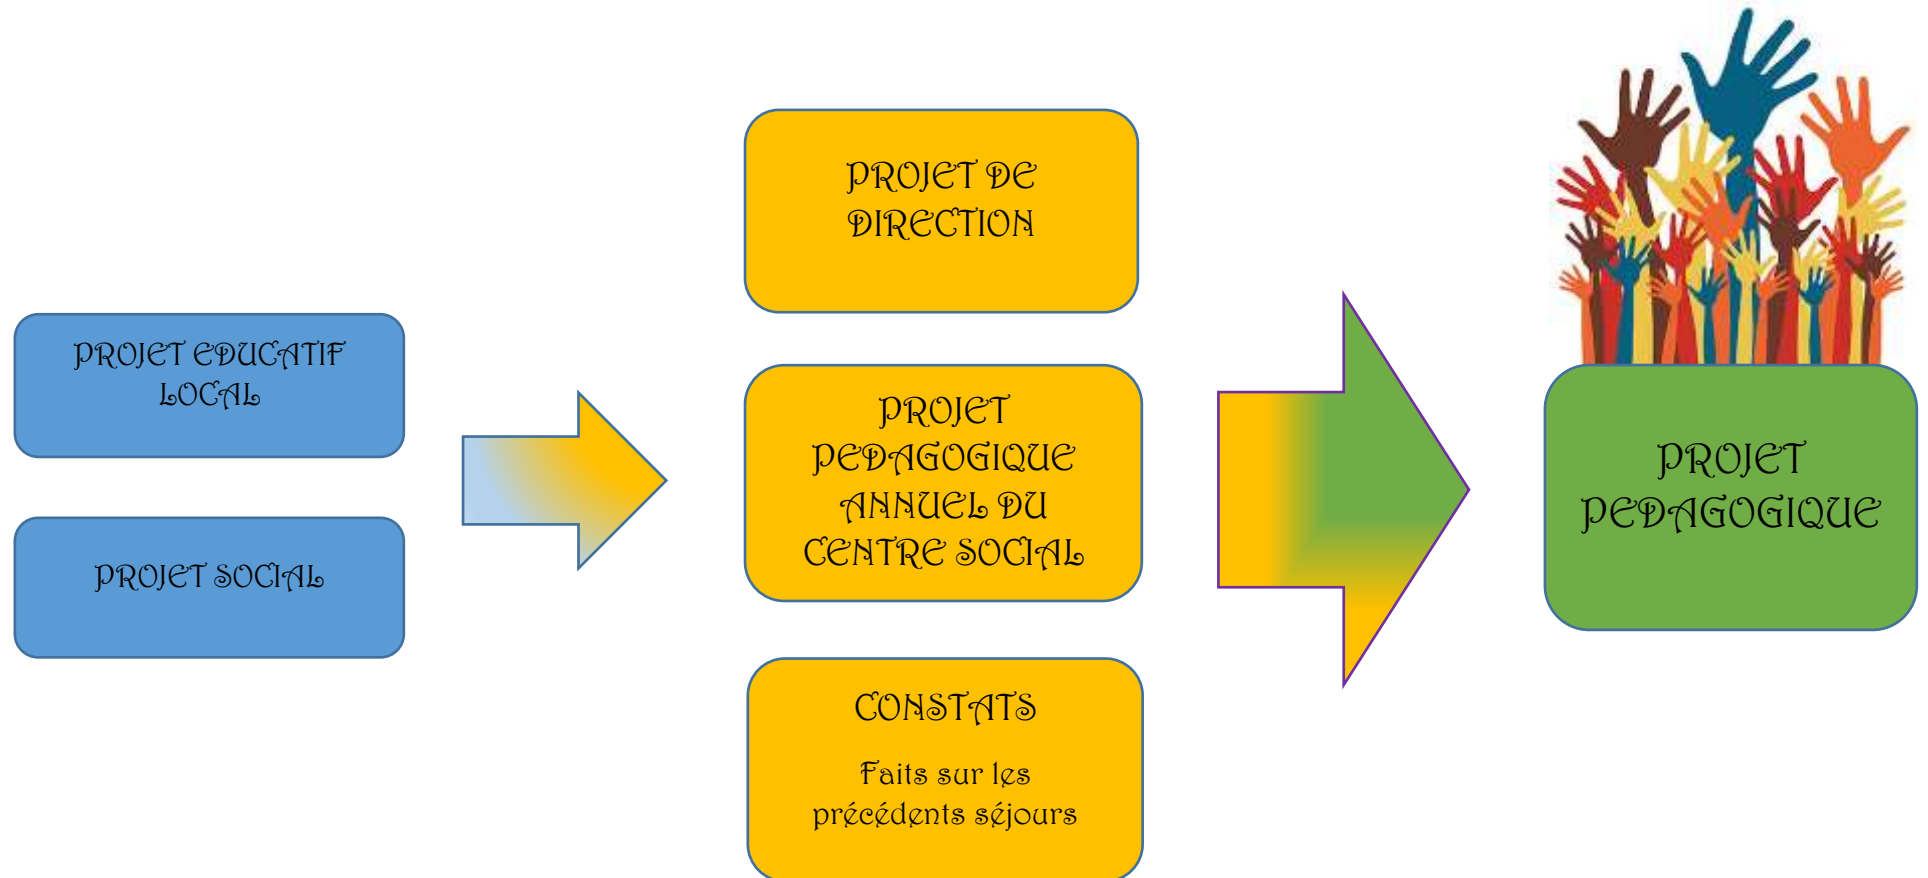 PROJET EDUCATIF
LOCAL
PROJET SOCIAL
PROJET DE
DIRECTION
PROJET
PEDAGOGIQUE
ANNUEL DU
CENTRE SOCIAL
CONSTATS
Faits sur les
précédents séjours
PROJET
PEDAGOGIQUE